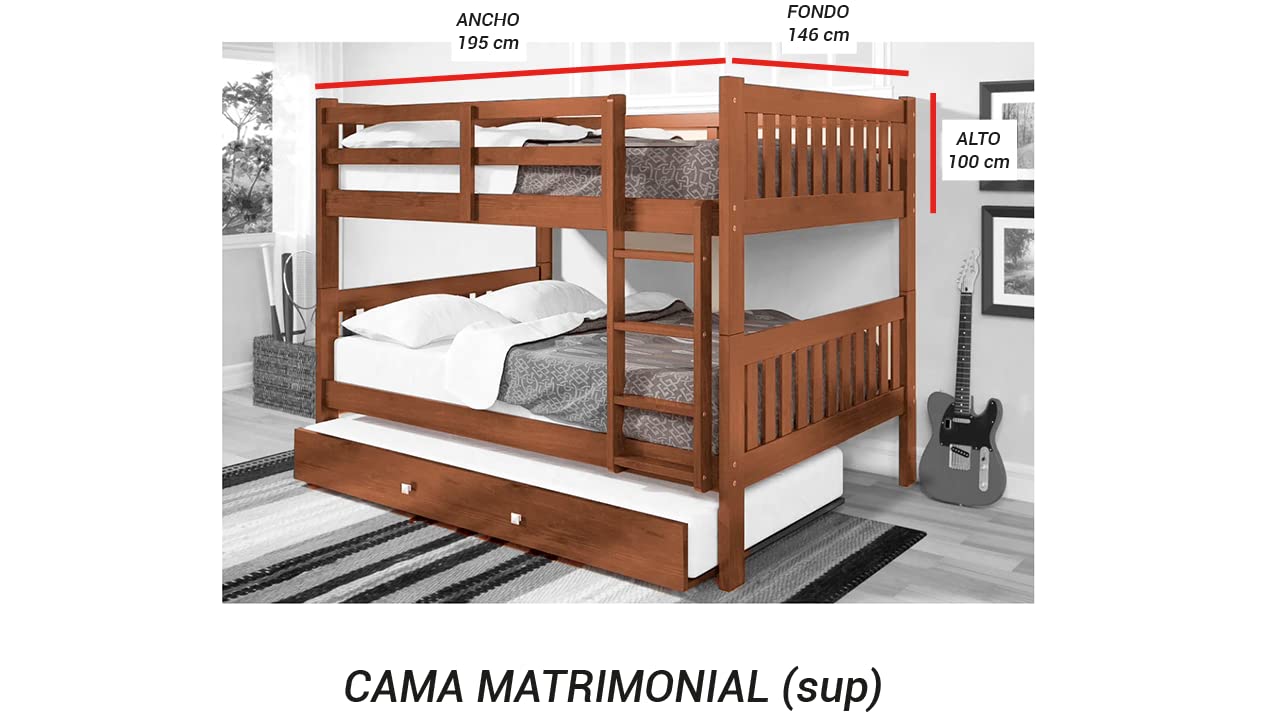 ANCHO
195 cm
FONDO
146 cm
ALTO
100 cm
CAMA MATRIMONIAL (sup)